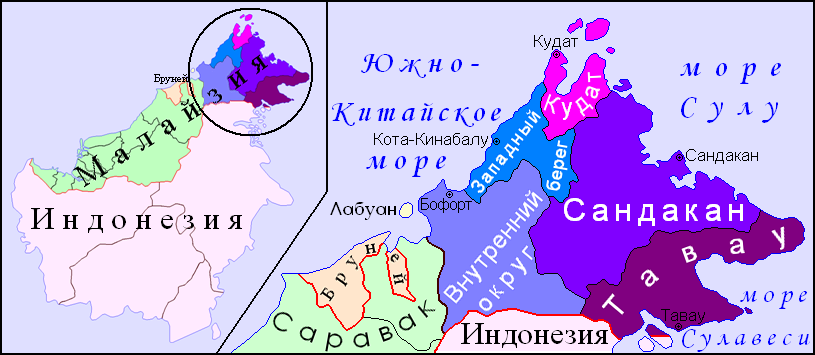 Бруней
Малайзия
Индонезия
Кудат
Южно-
Китайское
море
море
Сулу
Кудат
Кота-Кинабалу
Западный
берег
Сандакан
Лабуан
Бофорт
Сандакан
Внутренний
округ
Бруней
Саравак
Тавау
Тавау
море
Сулавеси
Индонезия